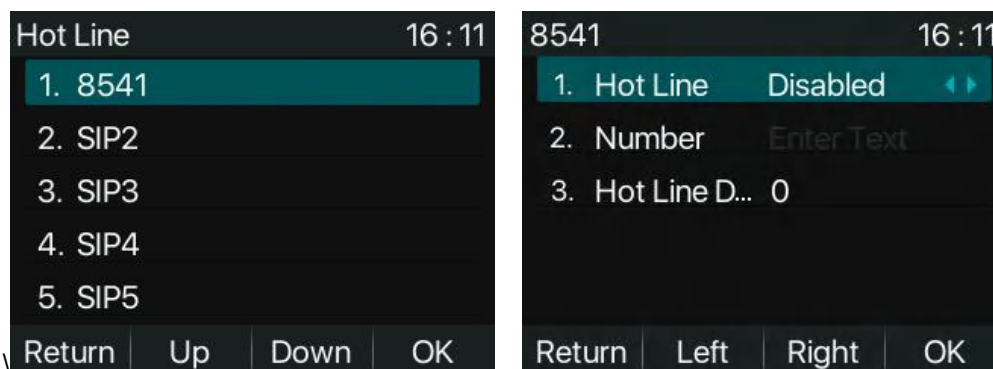 Hot Line 16 : 11
1. 8541
2. SIP2
3. SIP3
4. SIP4
5. SIP5
\ Return Up Down OK
8541 16 : 11
1. Hot Line Disabled
2. Number Enter Text
3. Hot Line D... 0
Return Left Right OK